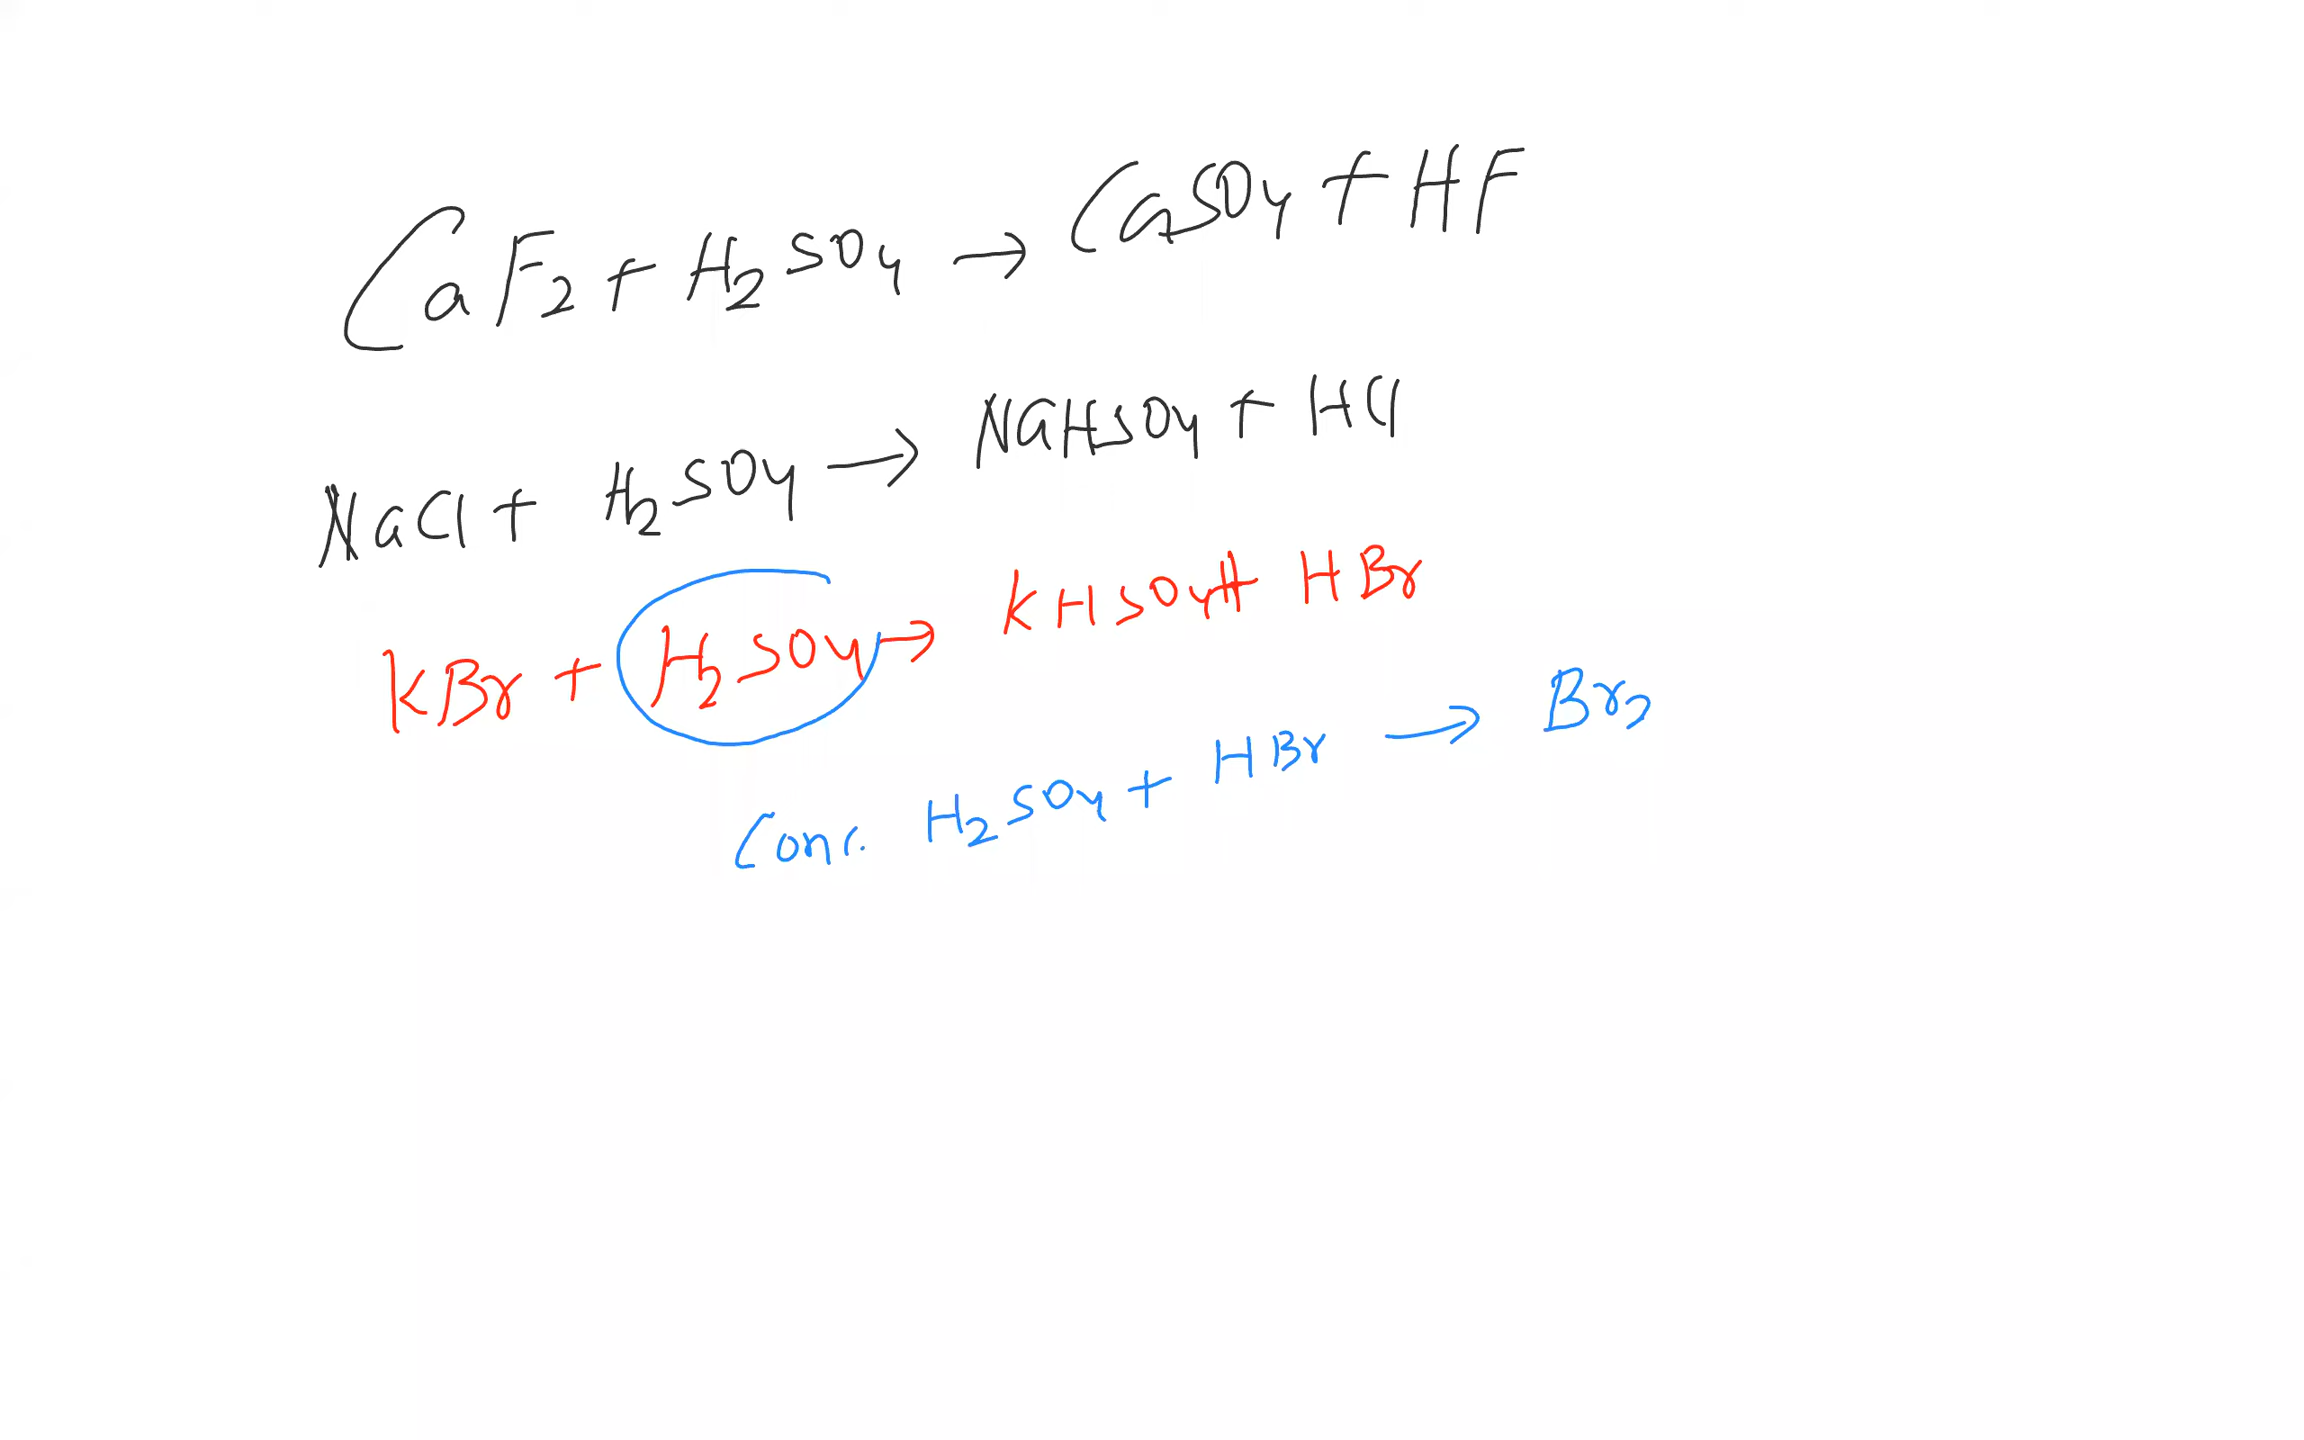 CaF₂ + H₂SO₄ → CaSO₄ + HF
NaCl + H₂SO₄ → NaHSO₄ + HCl
KBr + H₂SO₄ → KHSO₄ + HBr
Conc. H₂SO₄ + HBr → Br₂